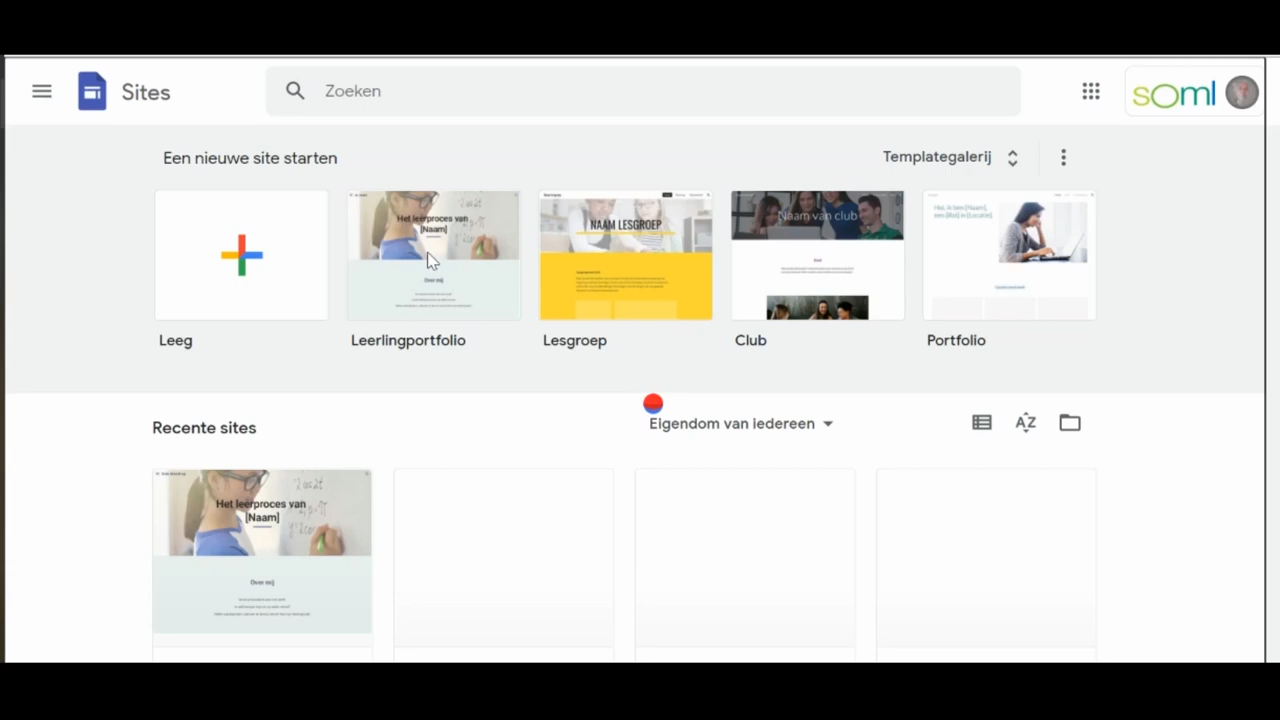 Sites
Zoeken
soml
Een nieuwe site starten
Templategalerij
Het leerproces van
[Naam]
Over mij
NAAM LESGROEP
Naam van club
Leeg
Leerlingportfolio
Lesgroep
Club
Portfolio
Recente sites
Eigendom van iedereen
AZ
Het leerproces van
[Naam]
Over mij